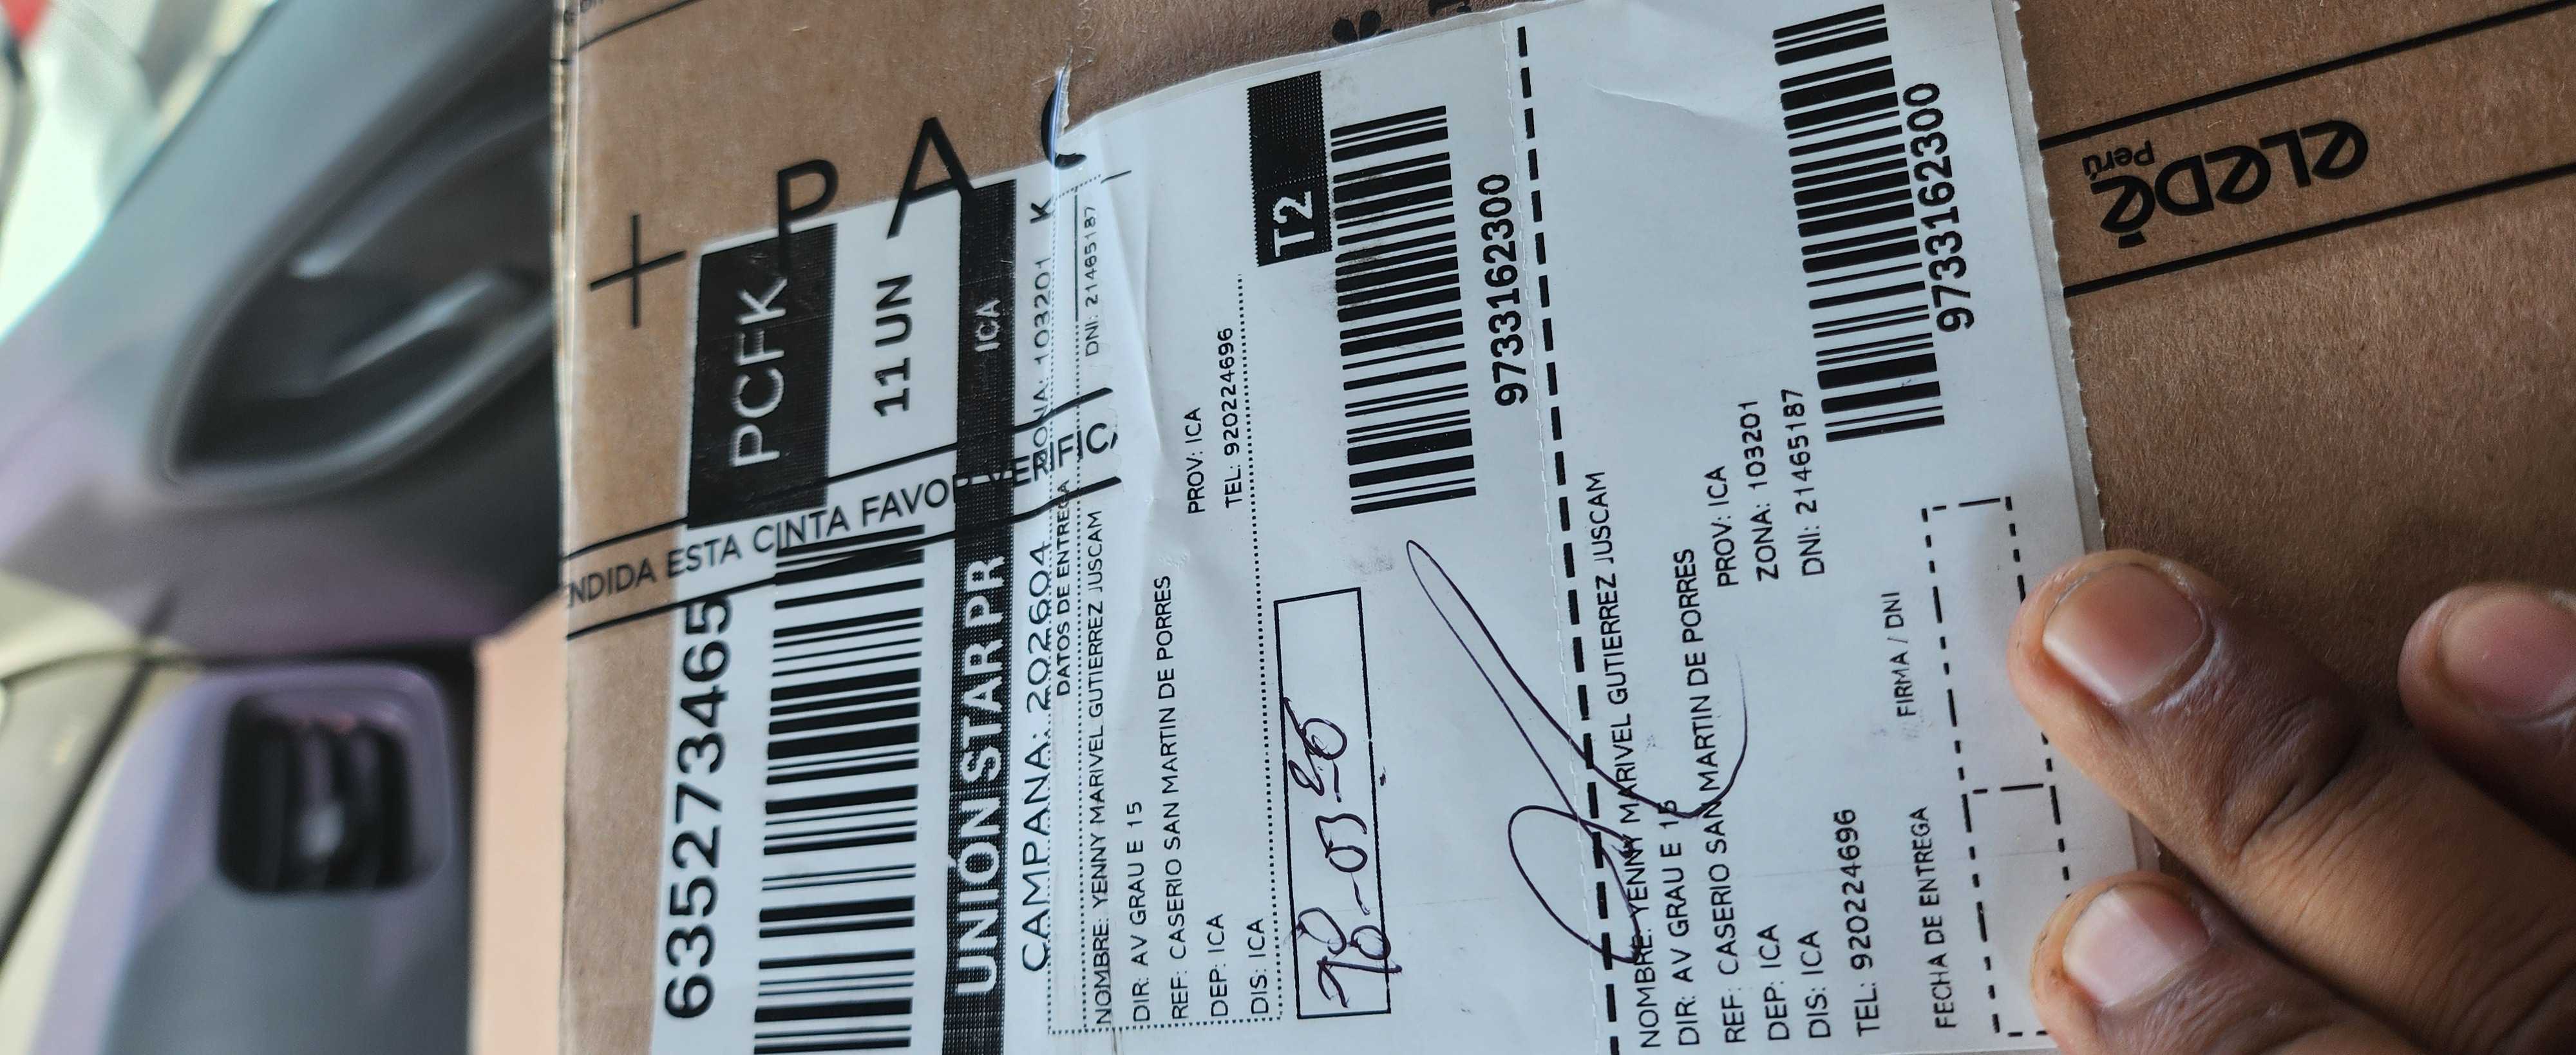 + PA
PCFK
11 UN
NDIDA ESTA CINTA FAVOR VERIFIC
6352734465
UNIÓN STAR PR ICA
CAMPAÑA: 202604 ZONA: 103201 K
DATOS DE ENTREGA
NOMBRE: YENNY MARIVEL GUTIERREZ JUSCAM DNI: 21465187
DIR: AV GRAU E 15
REF: CASERIO SAN MARTIN DE PORRES
DEP: ICA PROV: ICA
DIS: ICA TEL: 920224696
T2
9733162300
NOMBRE: YENNY MARIVEL GUTIERREZ JUSCAM
DIR: AV GRAU E 15
REF: CASERIO SAN MARTIN DE PORRES
DEP: ICA PROV: ICA
DIS: ICA ZONA: 103201
TEL: 920224696 DNI: 21465187
9733162300
FECHA DE ENTREGA FIRMA / DNI
eLeDé
Perú